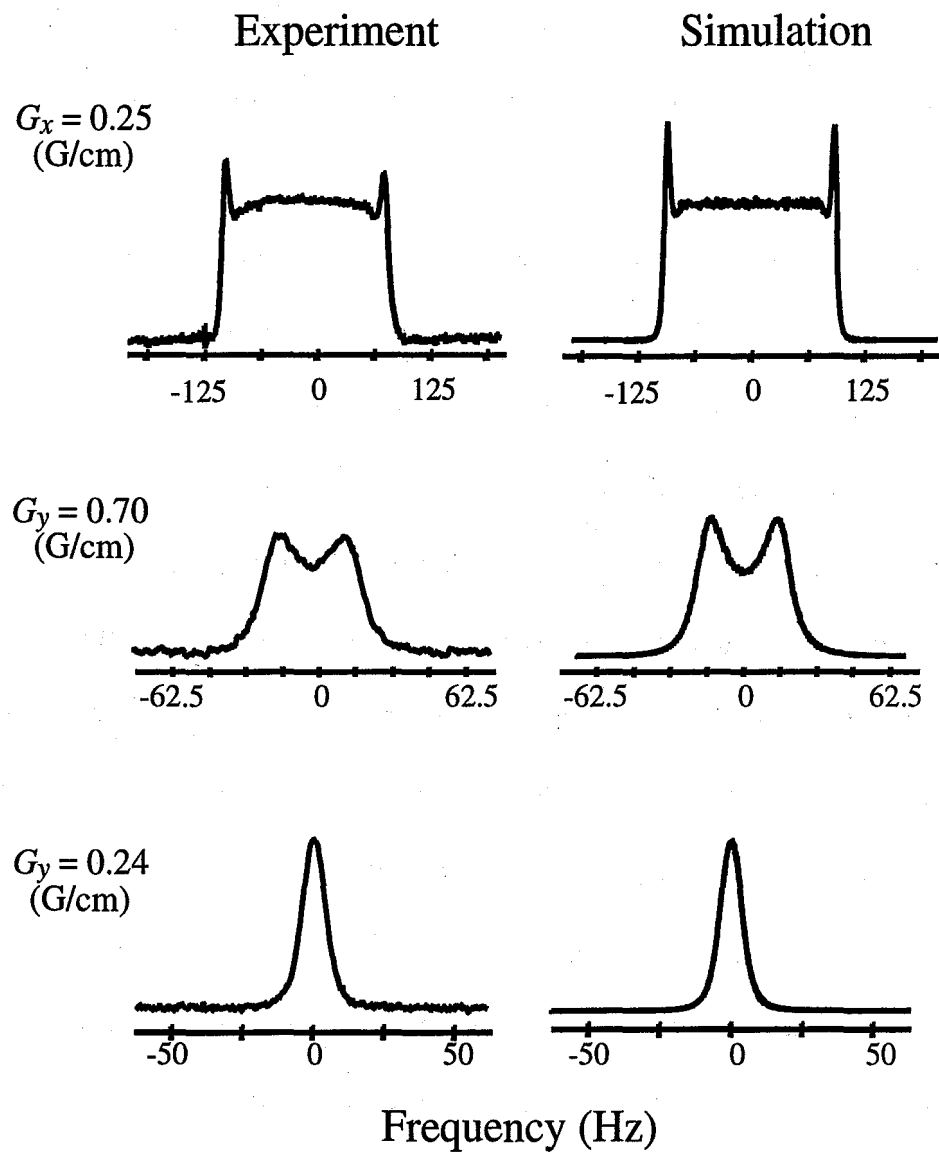 Experiment
Simulation
Gx = 0.25
(G/cm)
-125 0 125
-125 0 125
Gy = 0.70
(G/cm)
-62.5 0 62.5
-62.5 0 62.5
Gy = 0.24
(G/cm)
-50 0 50
-50 0 50
Frequency (Hz)